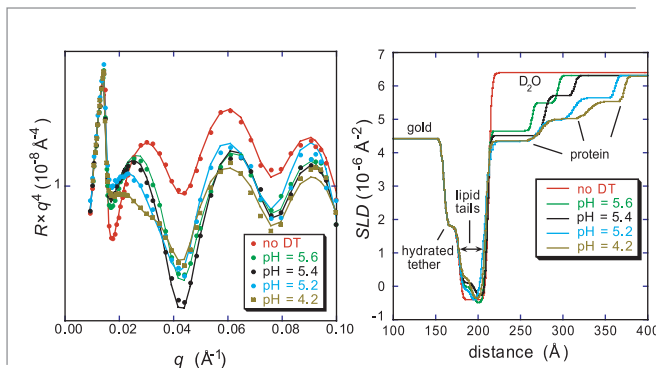 R × q⁴ (10⁻⁸ Å⁻⁴)
1
no DT
pH = 5.6
pH = 5.4
pH = 5.2
pH = 4.2
0.00 0.02 0.04 0.06 0.08 0.10
q (Å⁻¹)
SLD (10⁻⁶ Å⁻²)
7
6
5
4
3
2
1
0
-1
D₂O
gold
protein
lipid
tails
hydrated
tether
no DT
pH = 5.6
pH = 5.4
pH = 5.2
pH = 4.2
100 150 200 250 300 350 400
distance (Å)